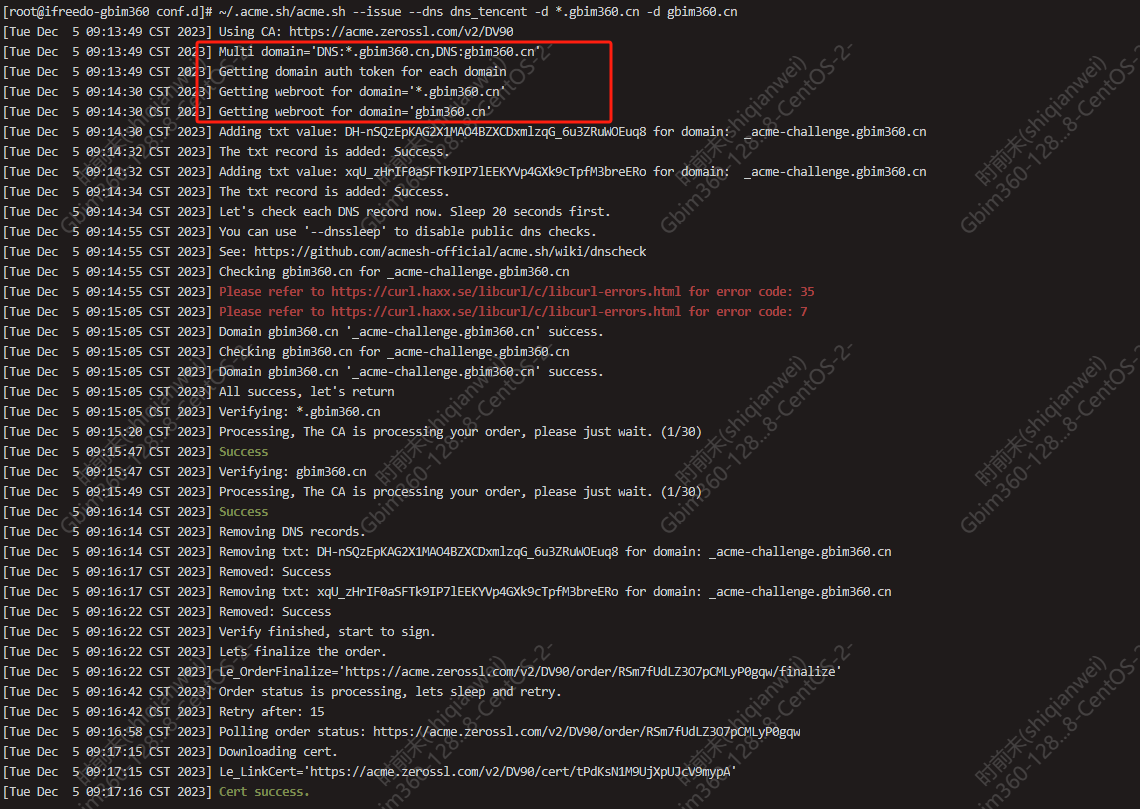 [root@ifreedo-gbim360 conf.d]# ~/.acme.sh/acme.sh --issue --dns dns_tencent -d *.gbim360.cn -d gbim360.cn
[Tue Dec  5 09:13:49 CST 2023] Using CA: https://acme.zerossl.com/v2/DV90
[Tue Dec  5 09:13:49 CST 2023] Multi domain='DNS:*.gbim360.cn,DNS:gbim360.cn'
[Tue Dec  5 09:13:49 CST 2023] Getting domain auth token for each domain
[Tue Dec  5 09:14:30 CST 2023] Getting webroot for domain='*.gbim360.cn'
[Tue Dec  5 09:14:30 CST 2023] Getting webroot for domain='gbim360.cn'
[Tue Dec  5 09:14:30 CST 2023] Adding txt value: DH-nSQzEpKAG2X1MAO4BZXCDxmlzqG_6u3ZRuWOEuq8 for domain:  _acme-challenge.gbim360.cn
[Tue Dec  5 09:14:32 CST 2023] The txt record is added: Success.
[Tue Dec  5 09:14:32 CST 2023] Adding txt value: xqU_zHrIF0aSFTk9IP7lEEKYVp4GXk9cTpfM3breERo for domain:  _acme-challenge.gbim360.cn
[Tue Dec  5 09:14:34 CST 2023] The txt record is added: Success.
[Tue Dec  5 09:14:34 CST 2023] Let's check each DNS record now. Sleep 20 seconds first.
[Tue Dec  5 09:14:55 CST 2023] You can use '--dnssleep' to disable public dns checks.
[Tue Dec  5 09:14:55 CST 2023] See: https://github.com/acmesh-official/acme.sh/wiki/dnscheck
[Tue Dec  5 09:14:55 CST 2023] Checking gbim360.cn for _acme-challenge.gbim360.cn
[Tue Dec  5 09:14:55 CST 2023] Please refer to https://curl.haxx.se/libcurl/c/libcurl-errors.html for error code: 35
[Tue Dec  5 09:15:05 CST 2023] Please refer to https://curl.haxx.se/libcurl/c/libcurl-errors.html for error code: 7
[Tue Dec  5 09:15:05 CST 2023] Domain gbim360.cn '_acme-challenge.gbim360.cn' success.
[Tue Dec  5 09:15:05 CST 2023] Checking gbim360.cn for _acme-challenge.gbim360.cn
[Tue Dec  5 09:15:05 CST 2023] Domain gbim360.cn '_acme-challenge.gbim360.cn' success.
[Tue Dec  5 09:15:05 CST 2023] All success, let's return
[Tue Dec  5 09:15:05 CST 2023] Verifying: *.gbim360.cn
[Tue Dec  5 09:15:20 CST 2023] Processing, The CA is processing your order, please just wait. (1/30)
[Tue Dec  5 09:15:47 CST 2023] Success
[Tue Dec  5 09:15:47 CST 2023] Verifying: gbim360.cn
[Tue Dec  5 09:15:49 CST 2023] Processing, The CA is processing your order, please just wait. (1/30)
[Tue Dec  5 09:16:14 CST 2023] Success
[Tue Dec  5 09:16:14 CST 2023] Removing DNS records.
[Tue Dec  5 09:16:14 CST 2023] Removing txt: DH-nSQzEpKAG2X1MAO4BZXCDxmlzqG_6u3ZRuWOEuq8 for domain: _acme-challenge.gbim360.cn
[Tue Dec  5 09:16:17 CST 2023] Removed: Success
[Tue Dec  5 09:16:17 CST 2023] Removing txt: xqU_zHrIF0aSFTk9IP7lEEKYVp4GXk9cTpfM3breERo for domain: _acme-challenge.gbim360.cn
[Tue Dec  5 09:16:22 CST 2023] Removed: Success
[Tue Dec  5 09:16:22 CST 2023] Verify finished, start to sign.
[Tue Dec  5 09:16:22 CST 2023] Lets finalize the order.
[Tue Dec  5 09:16:22 CST 2023] Le_OrderFinalize='https://acme.zerossl.com/v2/DV90/order/RSm7fUdLZ3O7pCMLyP0gqw/finalize'
[Tue Dec  5 09:16:42 CST 2023] Order status is processing, lets sleep and retry.
[Tue Dec  5 09:16:42 CST 2023] Retry after: 15
[Tue Dec  5 09:16:58 CST 2023] Polling order status: https://acme.zerossl.com/v2/DV90/order/RSm7fUdLZ3O7pCMLyP0gqw
[Tue Dec  5 09:17:15 CST 2023] Downloading cert.
[Tue Dec  5 09:17:15 CST 2023] Le_LinkCert='https://acme.zerossl.com/v2/DV90/cert/tPdKsN1M9UjXpUJcV9mypA'
[Tue Dec  5 09:17:16 CST 2023] Cert success.
时前末(shiqianwei)
Gbim360-128...8-CentOS-2-